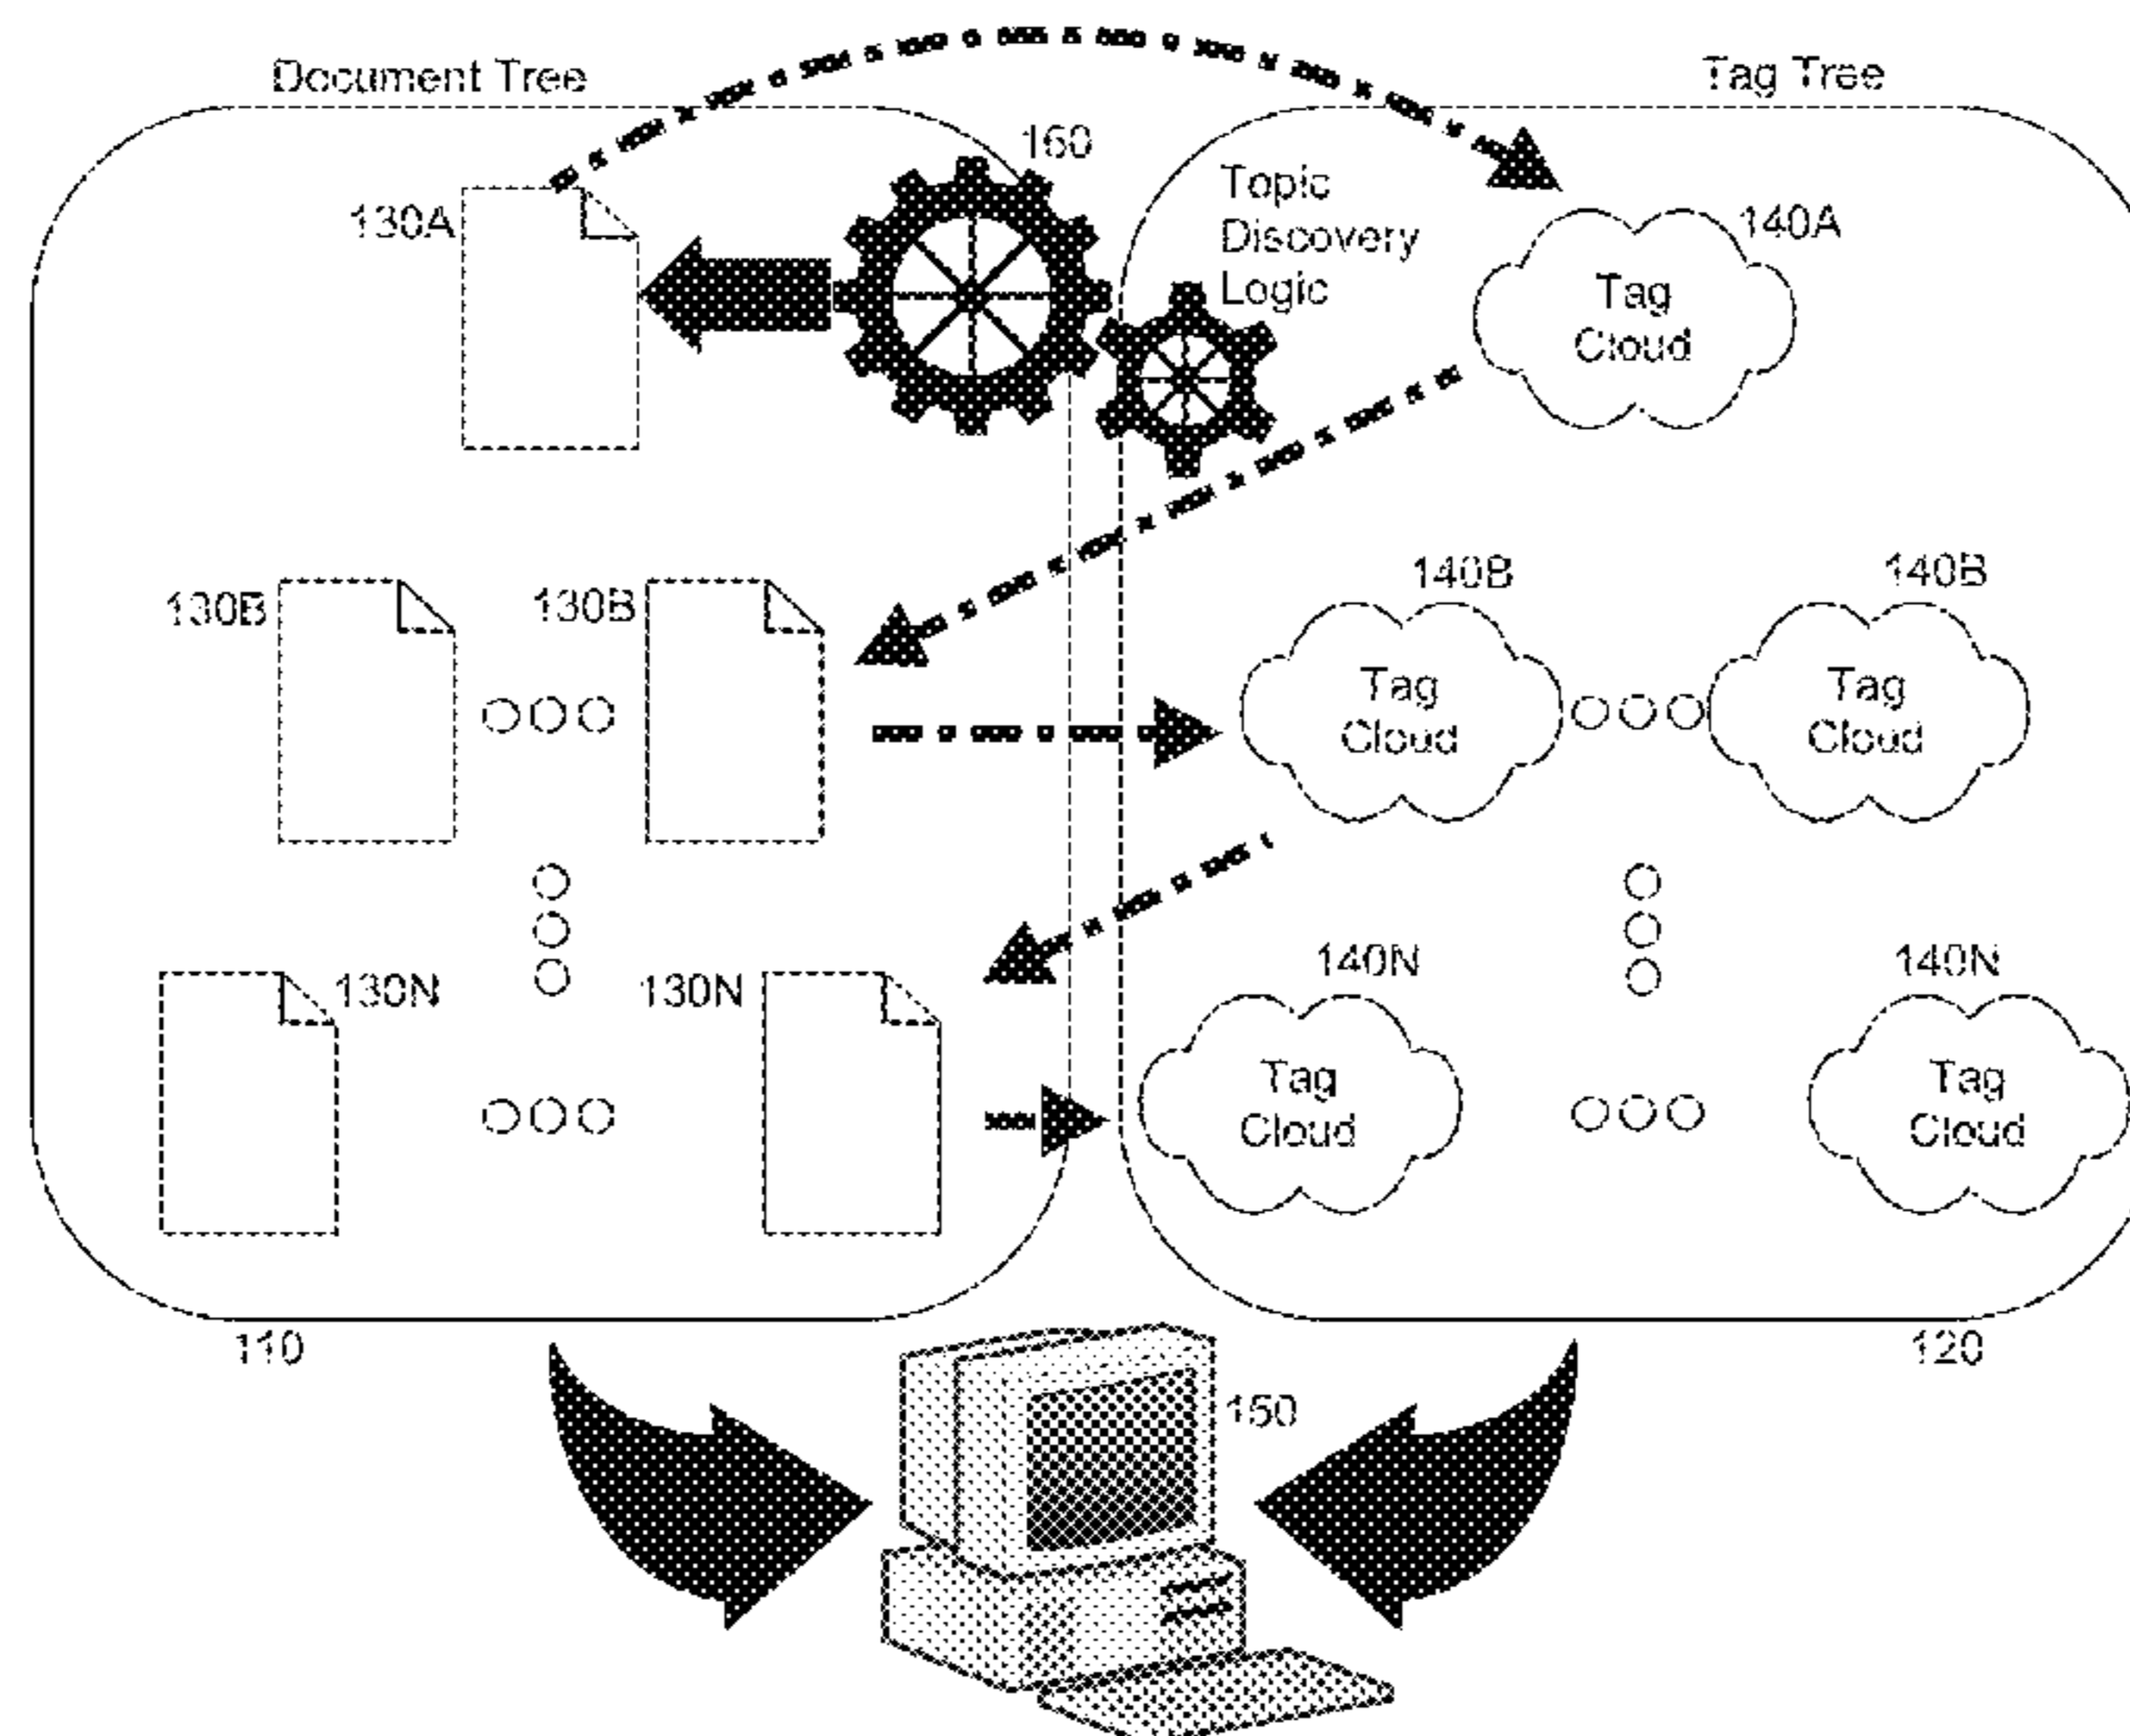 Document Tree
Tag Tree
160
Topic
Discovery
Logic
130A
140A
Tag
Cloud
130B
130B
140B
140B
Tag
Cloud
Tag
Cloud
130N
130N
140N
140N
Tag
Cloud
Tag
Cloud
110
120
150